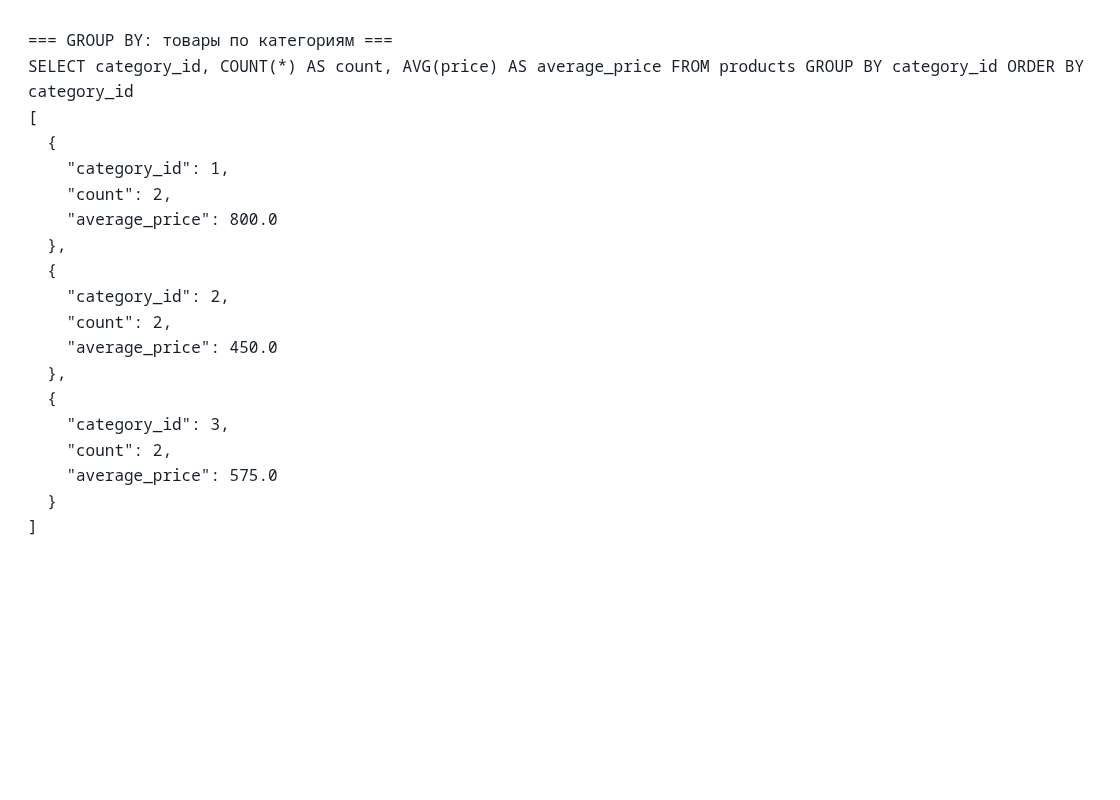 === GROUP BY: товары по категориям ===
SELECT category_id, COUNT(*) AS count, AVG(price) AS average_price FROM products GROUP BY category_id ORDER BY
category_id
[
  {
    "category_id": 1,
    "count": 2,
    "average_price": 800.0
  },
  {
    "category_id": 2,
    "count": 2,
    "average_price": 450.0
  },
  {
    "category_id": 3,
    "count": 2,
    "average_price": 575.0
  }
]